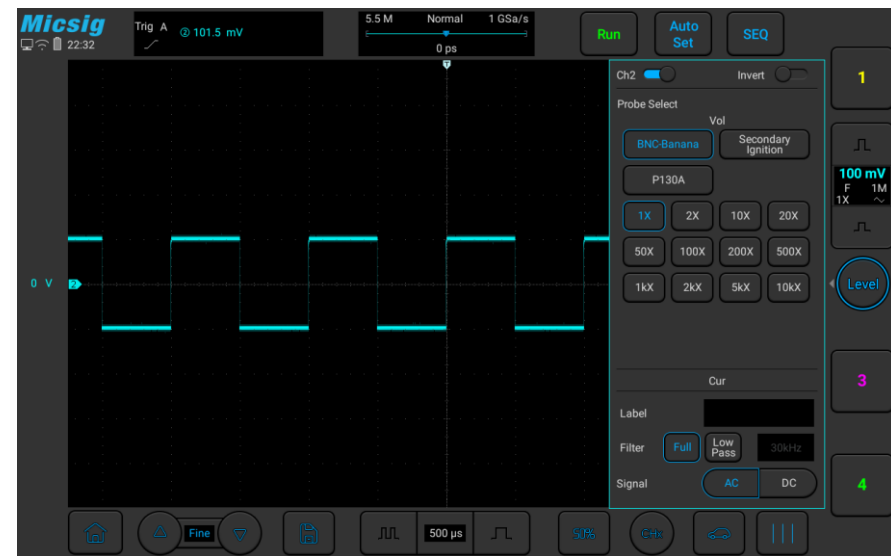 Micsig
22:32
Trig A
② 101.5 mV
5.5 M Normal 1 GSa/s
0 ps
T
Run
Auto
Set
SEQ
Ch2 Invert
Probe Select
Vol
BNC-Banana
Secondary
Ignition
P130A
1X 2X 10X 20X
50X 100X 200X 500X
1kX 2kX 5kX 10kX
Cur
Label
Filter Full Low
Pass 30kHz
Signal AC DC
1
100 mV
F 1M
1X
Level
3
4
0 V 2
Fine
500 µs
50%
CHx